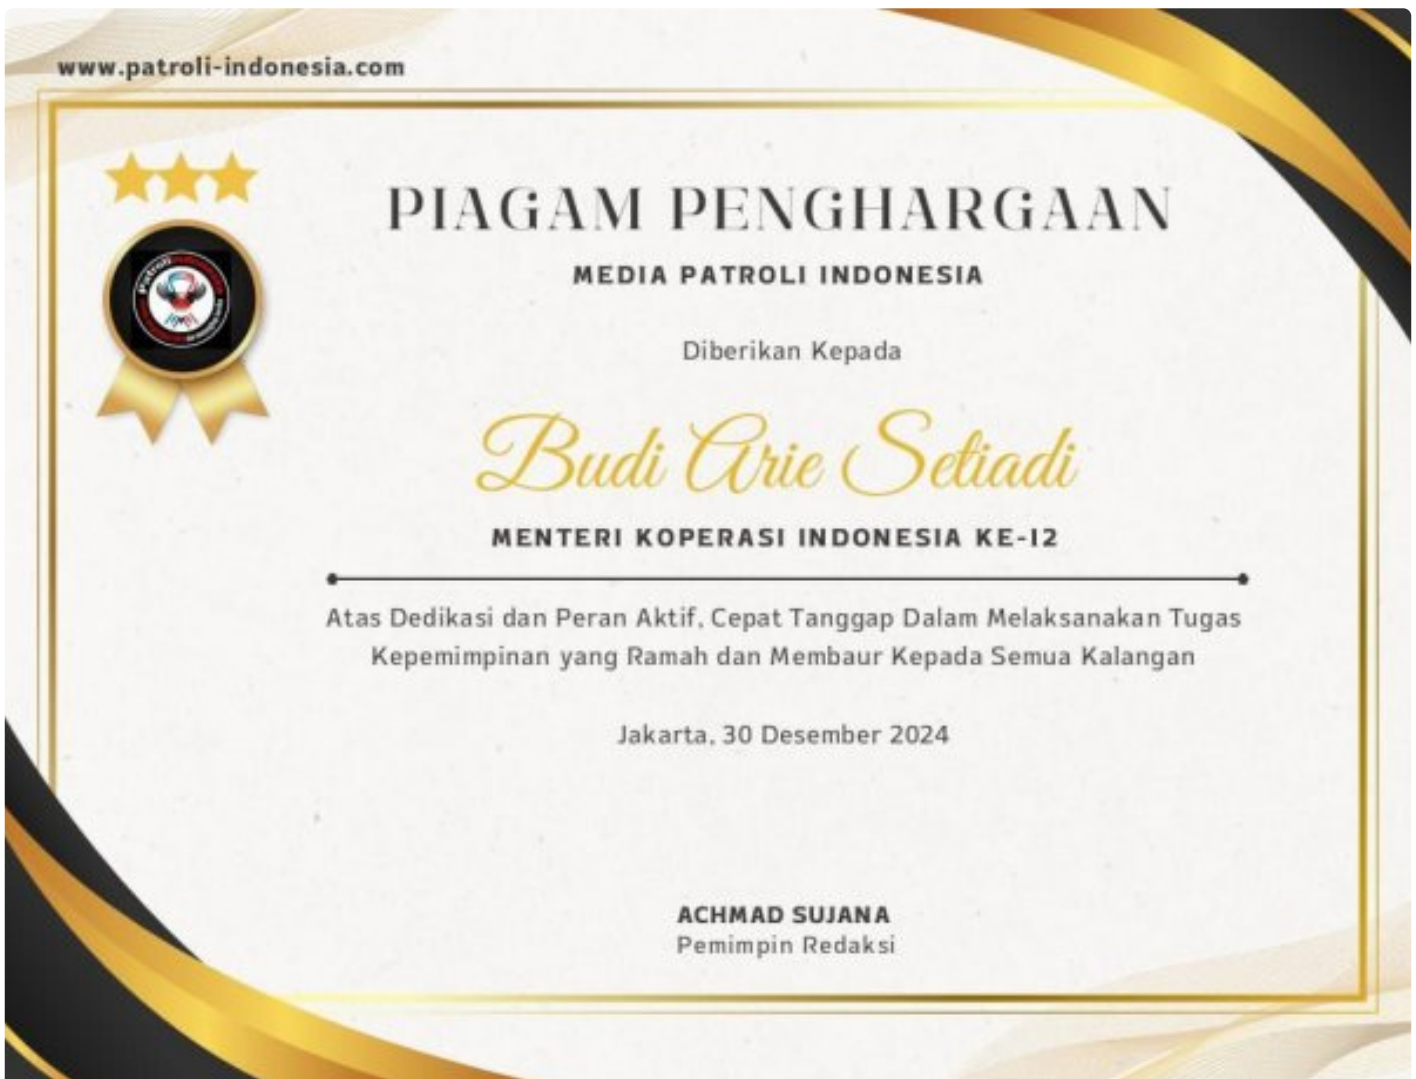 www.patroli-indonesia.com
PIAGAM PENGHARGAAN
MEDIA PATROLI INDONESIA
Diberikan Kepada
Budi Arie Setiadi
MENTERI KOPERASI INDONESIA KE-12
Atas Dedikasi dan Peran Aktif, Cepat Tanggap Dalam Melaksanakan Tugas
Kepemimpinan yang Ramah dan Membaur Kepada Semua Kalangan
Jakarta, 30 Desember 2024
ACHMAD SUJANA
Pemimpin Redaksi